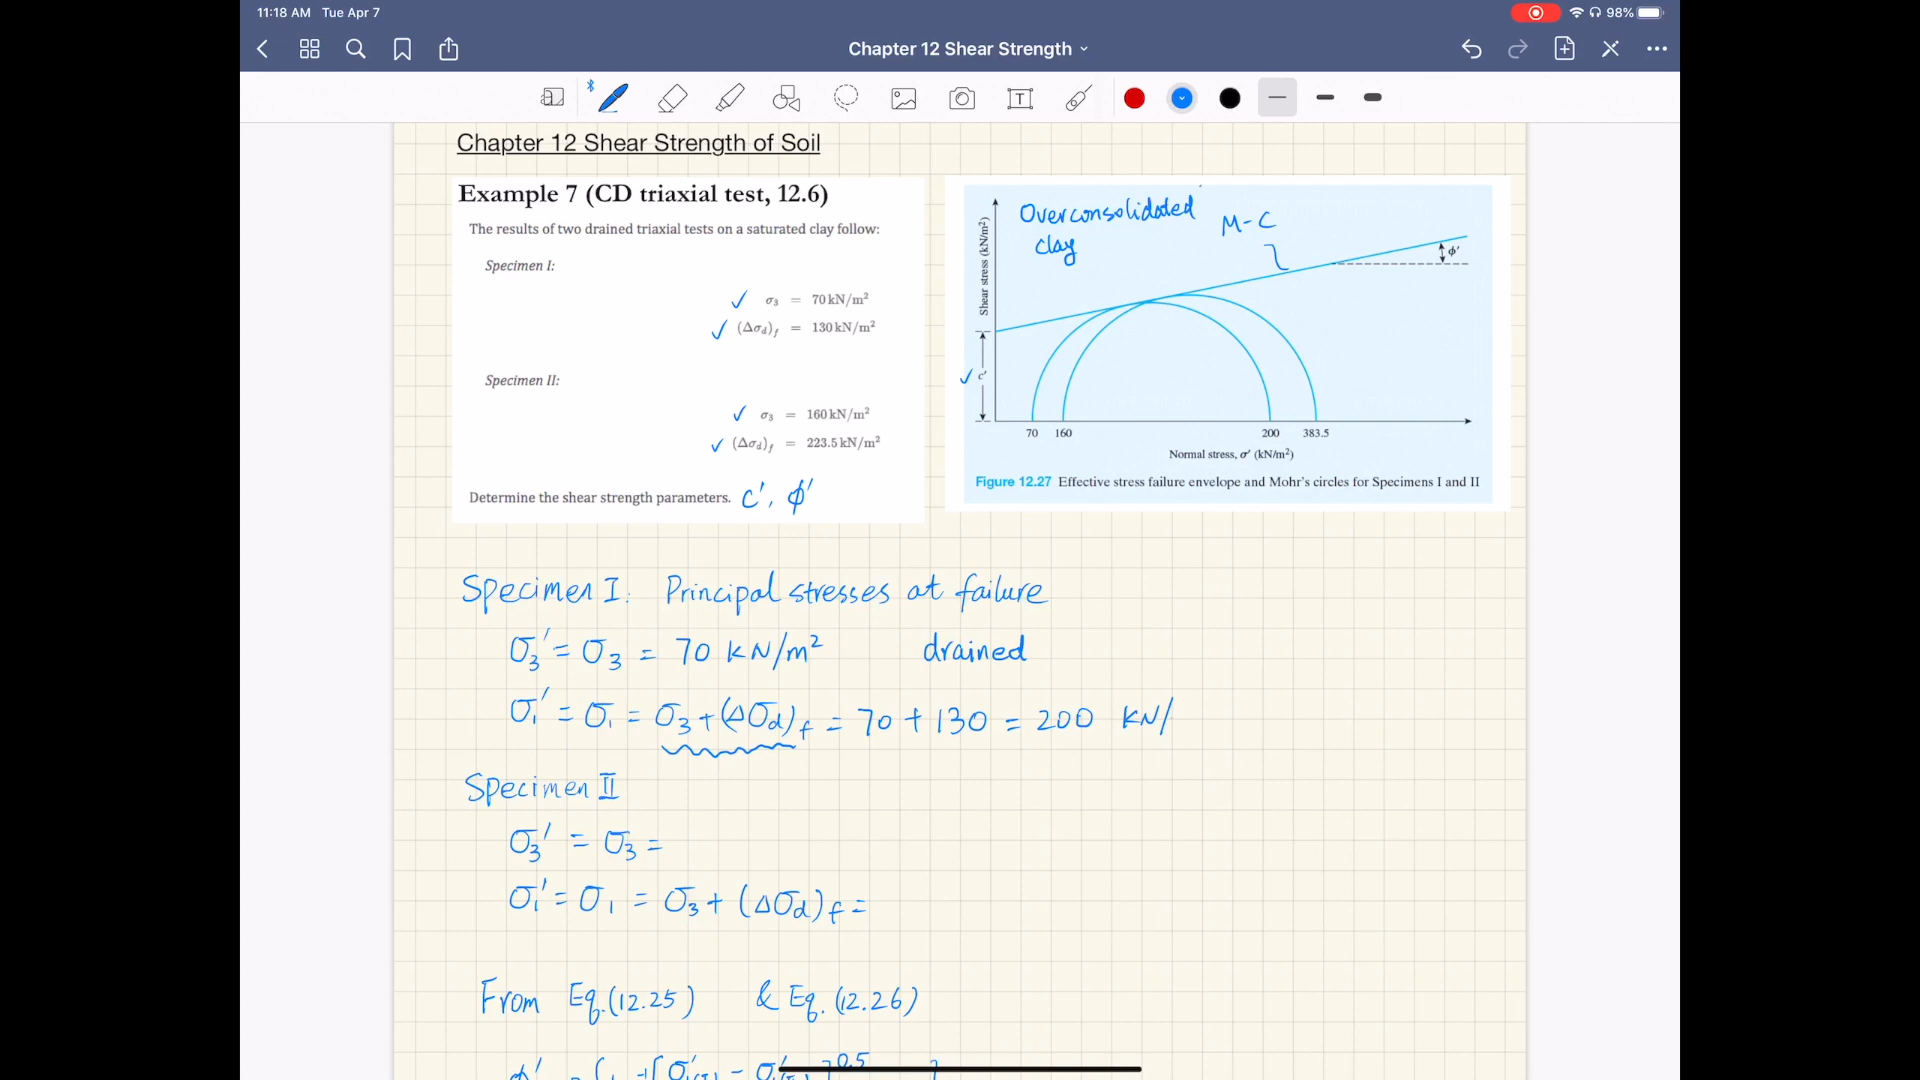 11:18 AM Tue Apr 7
98%
Chapter 12 Shear Strength
Chapter 12 Shear Strength of Soil
Example 7 (CD triaxial test, 12.6)
The results of two drained triaxial tests on a saturated clay follow:
Specimen I:
✓ σ₃ = 70 kN/m²
✓ (Δσd)f = 130 kN/m²
Specimen II:
✓ σ₃ = 160 kN/m²
✓ (Δσd)f = 223.5 kN/m²
Determine the shear strength parameters. c', φ'
Overconsolidated
clay
M-C
φ'
Shear stress (kN/m²)
✓ c'
70 160 200 383.5
Normal stress, σ' (kN/m²)
Figure 12.27 Effective stress failure envelope and Mohr's circles for Specimens I and II
Specimen I: Principal stresses at failure
σ₃' = σ₃ = 70 kN/m² drained
σ₁' = σ₁ = σ₃ + (Δσd)f = 70 + 130 = 200 kN/
Specimen II
σ₃' = σ₃ =
σ₁' = σ₁ = σ₃ + (Δσd)f =
From Eq.(12.25) & Eq. (12.26)